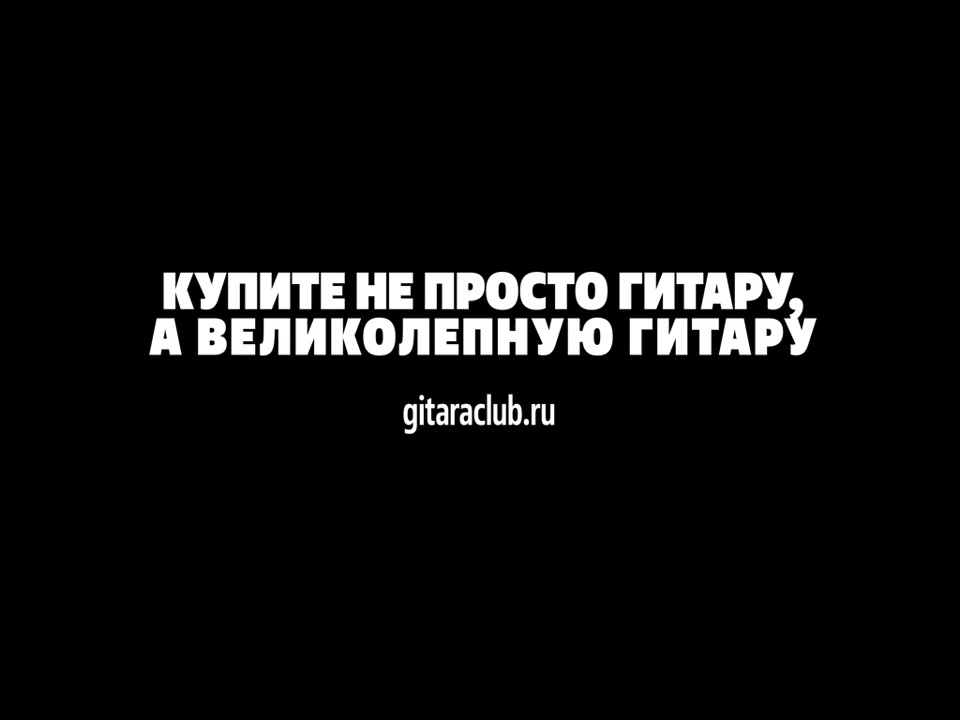 КУПИТЕ НЕ ПРОСТО ГИТАРУ,
А ВЕЛИКОЛЕПНУЮ ГИТАРУ
gitaraclub.ru